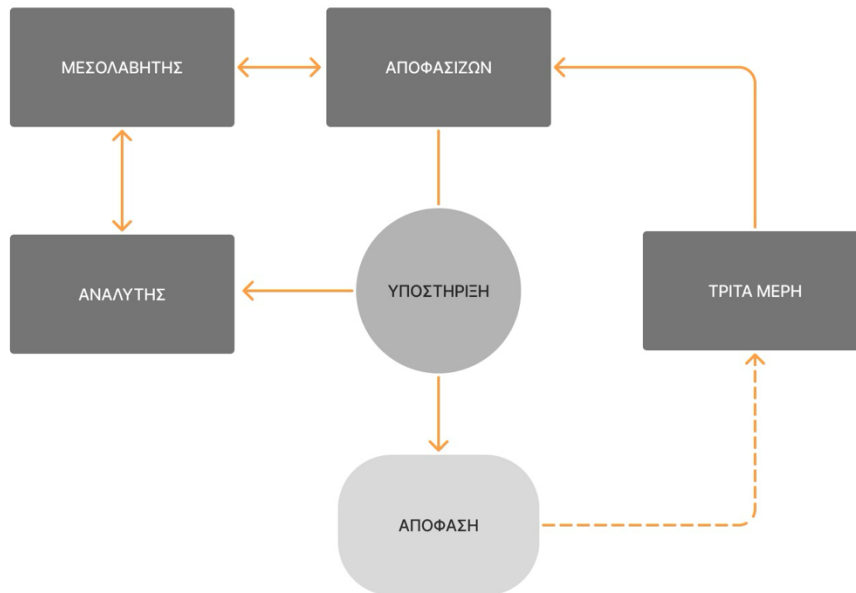 ΜΕΣΟΛΑΒΗΤΗΣ
ΑΠΟΦΑΣΙΖΩΝ
ΑΝΑΛΥΤΗΣ
ΥΠΟΣΤΗΡΙΞΗ
ΤΡΙΤΑ ΜΕΡΗ
ΑΠΟΦΑΣΗ